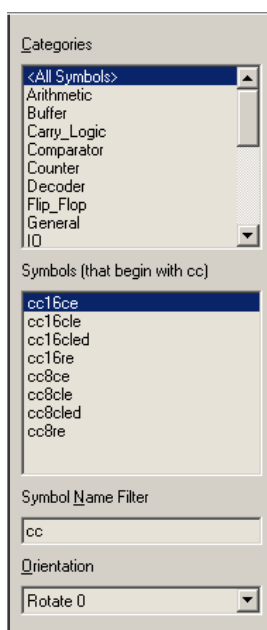 Categories
<All Symbols>
Arithmetic
Buffer
Carry_Logic
Comparator
Counter
Decoder
Flip_Flop
General
IO
Symbols (that begin with cc)
cc16ce
cc16cle
cc16cled
cc16re
cc8ce
cc8cle
cc8cled
cc8re
Symbol Name Filter
cc
Orientation
Rotate 0